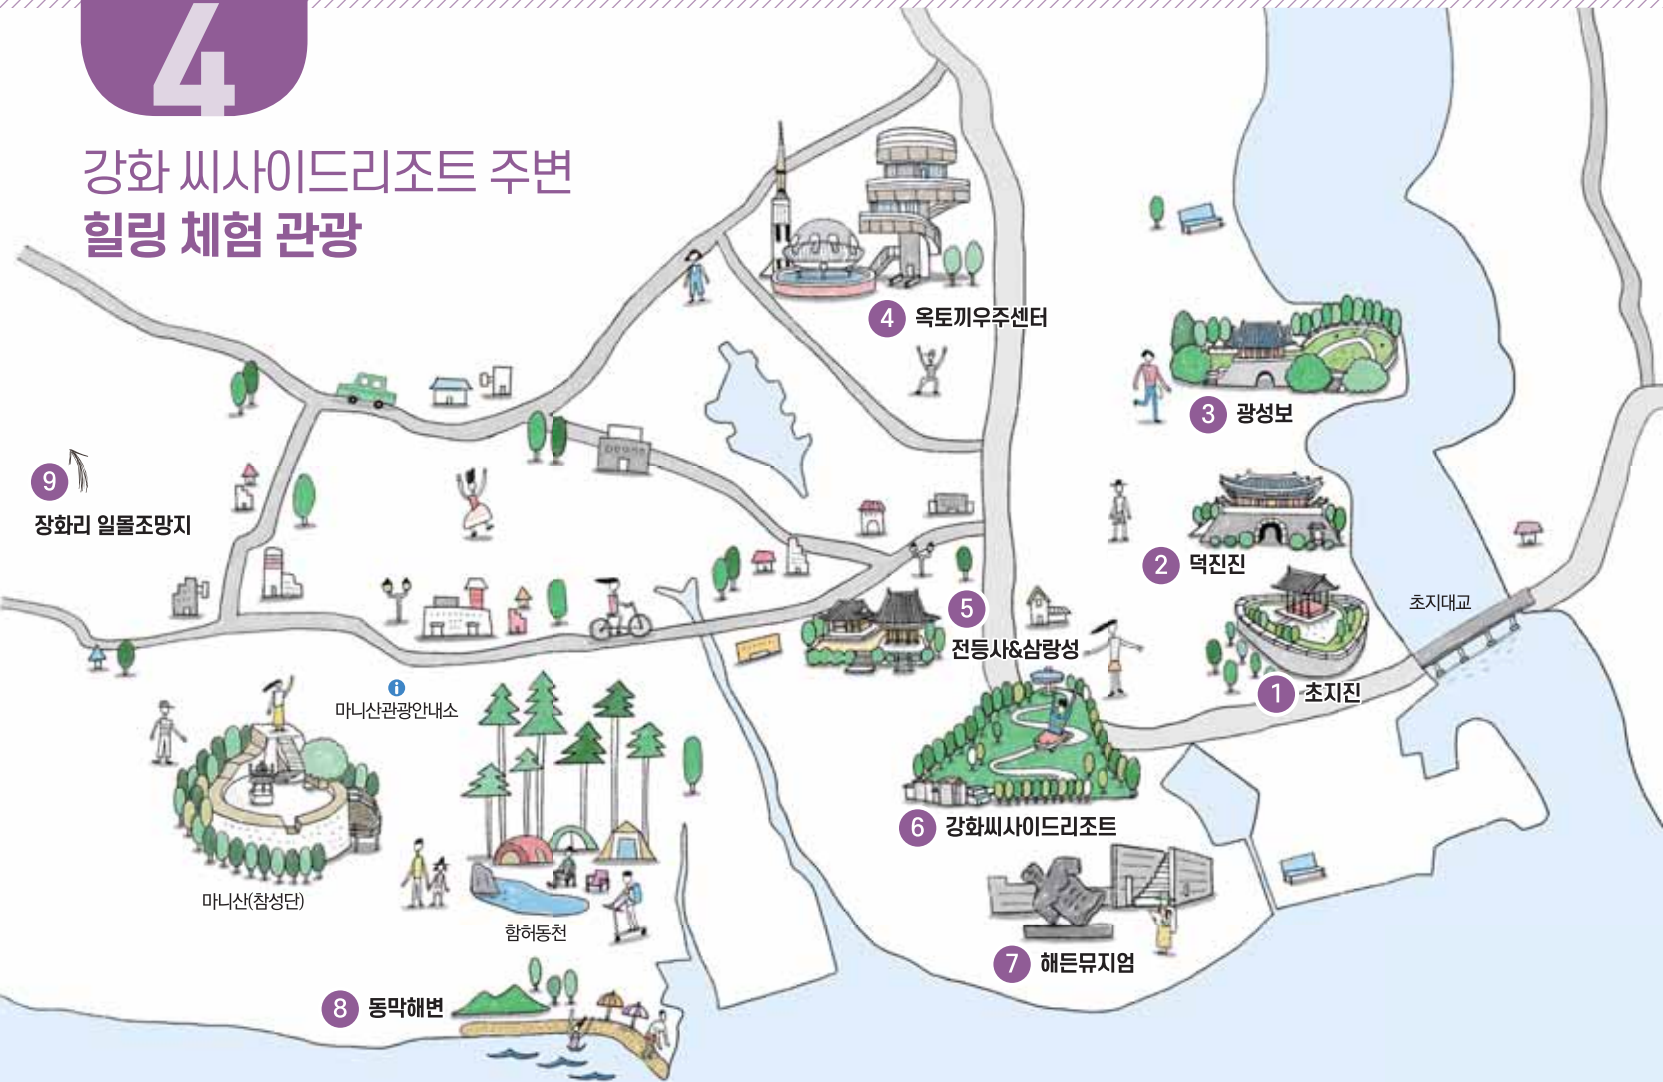 4
강화 씨사이드리조트 주변
힐링 체험 관광
4 옥토끼우주센터
3 광성보
9
장화리 일몰조망지
2 덕진진
초지대교
5
전등사&삼랑성
1 초지진
i
마니산관광안내소
6 강화씨사이드리조트
마니산(참성단)
함허동천
7 해든뮤지엄
8 동막해변